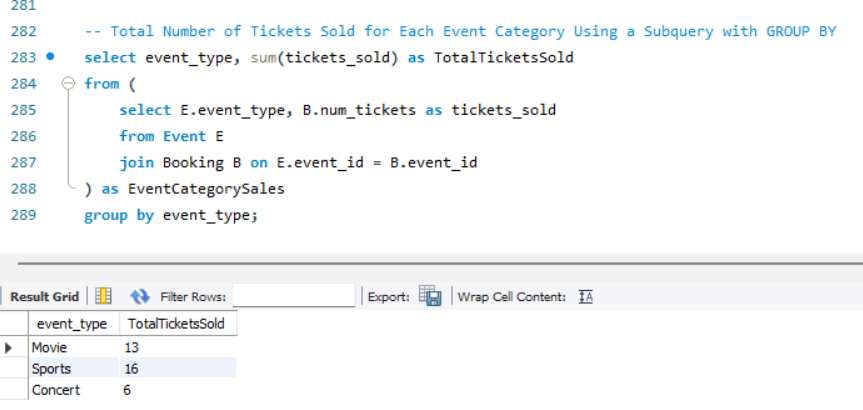 281
282 -- Total Number of Tickets Sold for Each Event Category Using a Subquery with GROUP BY
283 select event_type, sum(tickets_sold) as TotalTicketsSold
284 from (
285 select E.event_type, B.num_tickets as tickets_sold
286 from Event E
287 join Booking B on E.event_id = B.event_id
288 ) as EventCategorySales
289 group by event_type;
Result Grid Filter Rows: Export: Wrap Cell Content: IA
event_type TotalTicketsSold
Movie 13
Sports 16
Concert 6